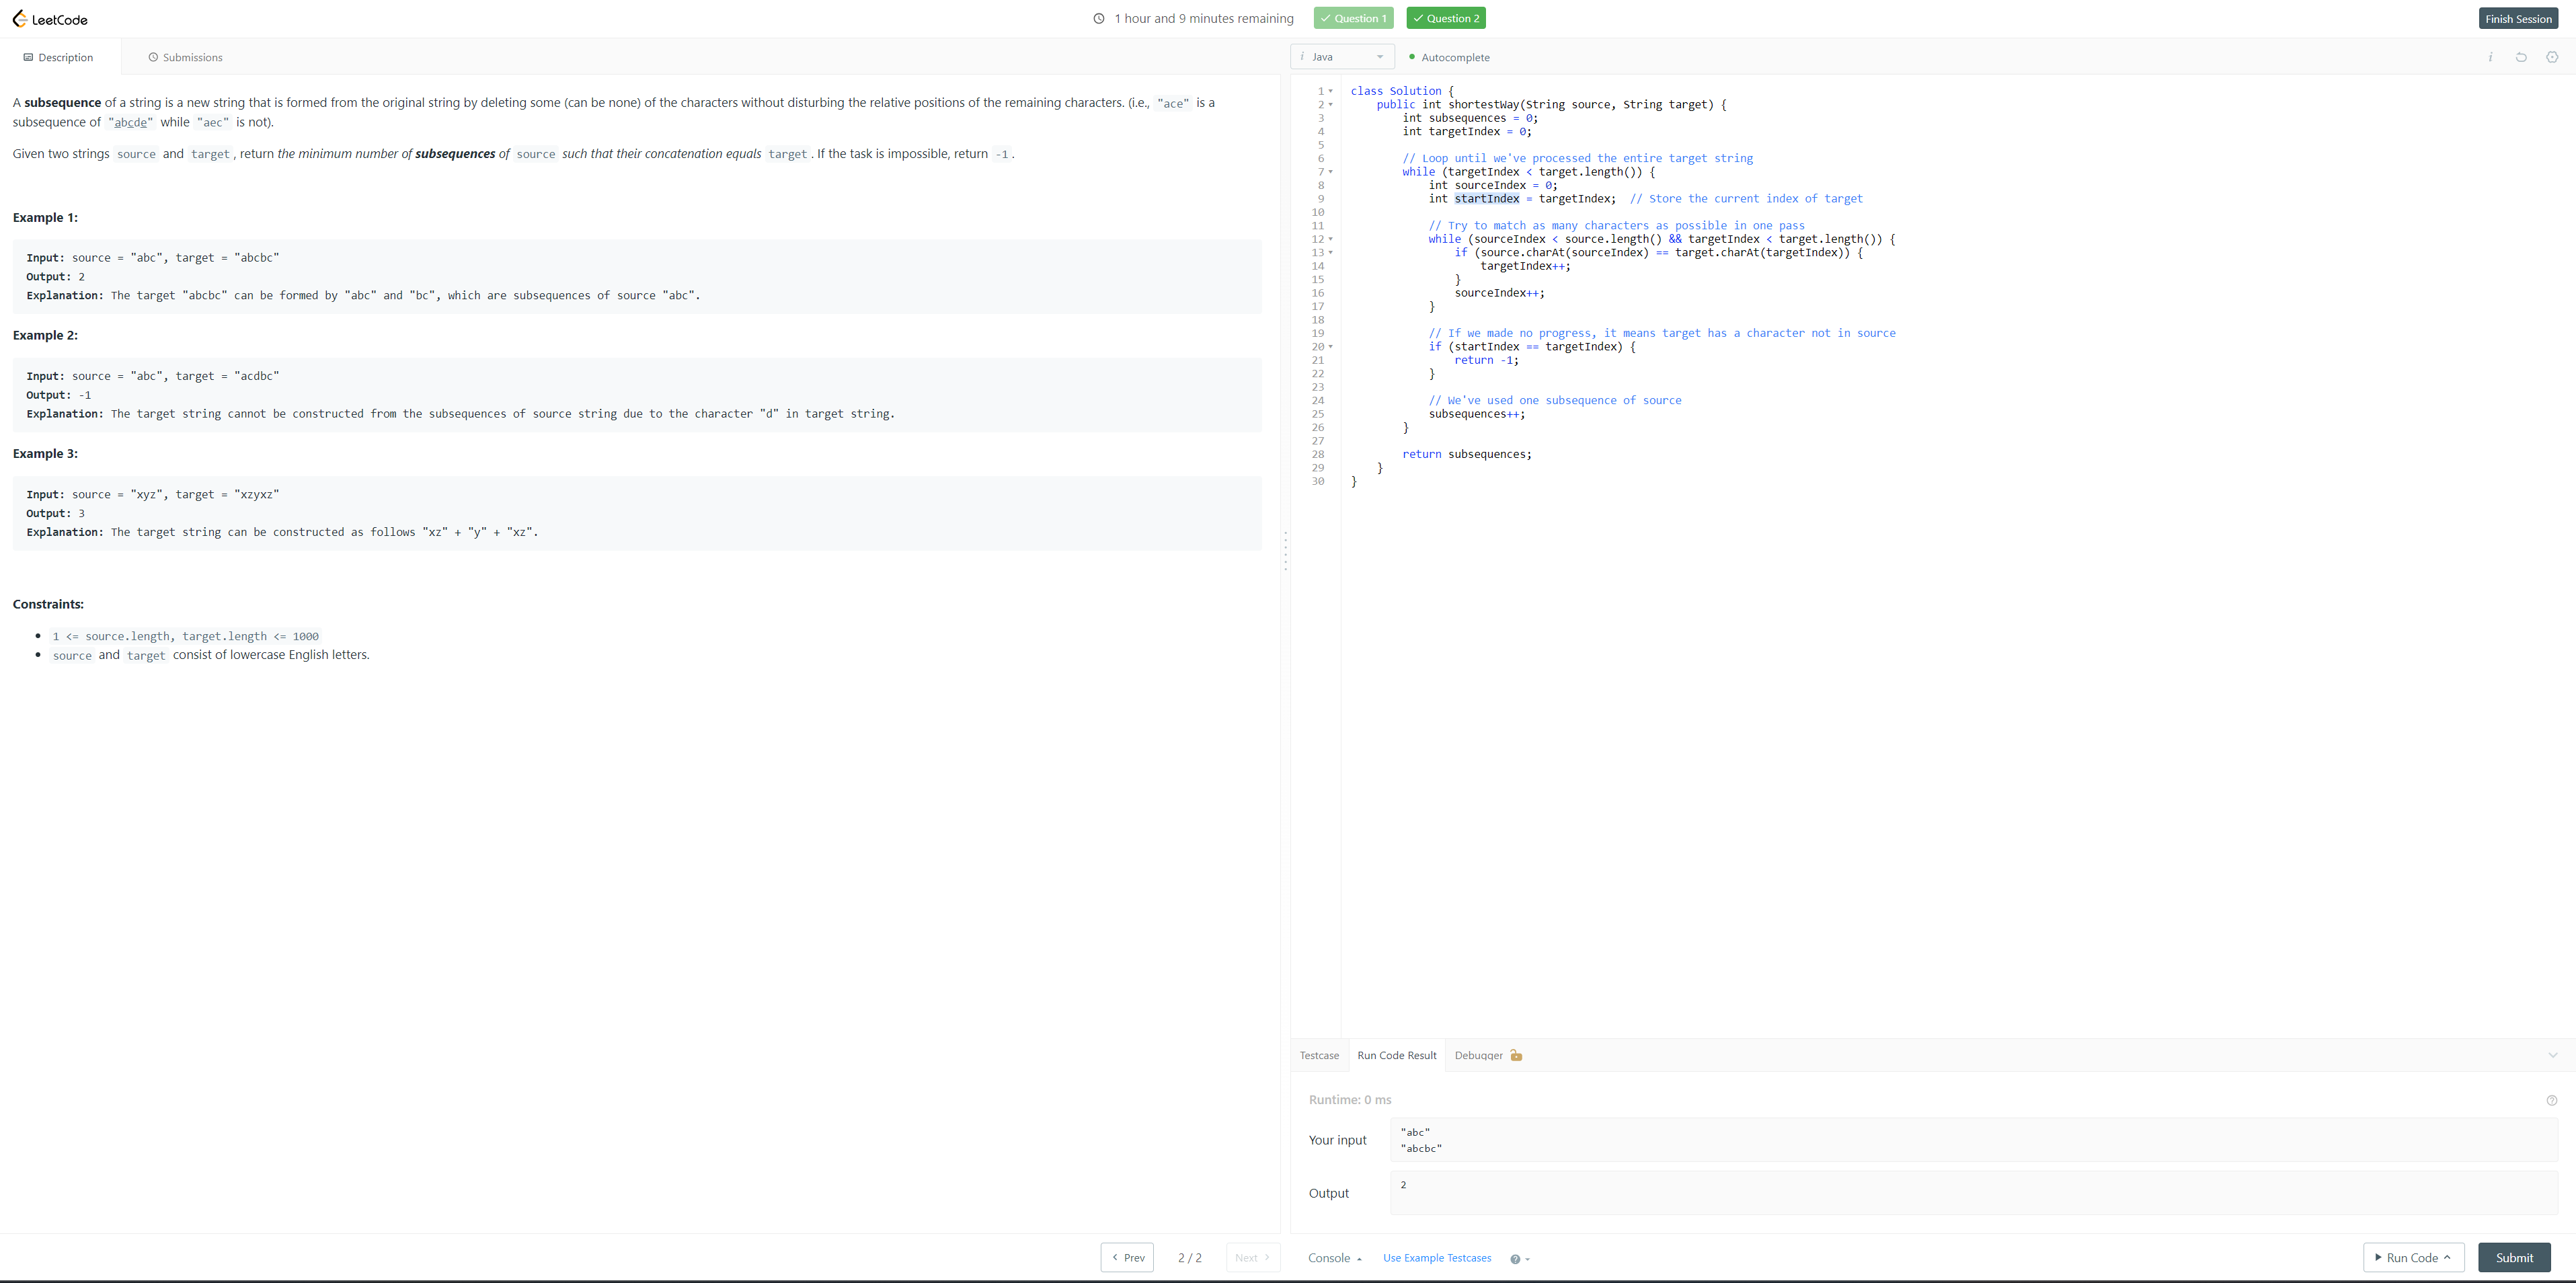 LeetCode
1 hour and 9 minutes remaining
Question 1
Question 2
Finish Session
Description
Submissions
A subsequence of a string is a new string that is formed from the original string by deleting some (can be none) of the characters without disturbing the relative positions of the remaining characters. (i.e., "ace" is a
subsequence of "abcde" while "aec" is not).
Given two strings source and target, return the minimum number of subsequences of source such that their concatenation equals target. If the task is impossible, return -1.
Example 1:
Input: source = "abc", target = "abcbc"
Output: 2
Explanation: The target "abcbc" can be formed by "abc" and "bc", which are subsequences of source "abc".
Example 2:
Input: source = "abc", target = "acdbc"
Output: -1
Explanation: The target string cannot be constructed from the subsequences of source string due to the character "d" in target string.
Example 3:
Input: source = "xyz", target = "xzyxz"
Output: 3
Explanation: The target string can be constructed as follows "xz" + "y" + "xz".
Constraints:
• 1 <= source.length, target.length <= 1000
• source and target consist of lowercase English letters.
Prev
2 / 2
Next
i Java
Autocomplete
i
1 class Solution {
2 public int shortestWay(String source, String target) {
3 int subsequences = 0;
4 int targetIndex = 0;
5
6 // Loop until we've processed the entire target string
7 while (targetIndex < target.length()) {
8 int sourceIndex = 0;
9 int startIndex = targetIndex; // Store the current index of target
10
11 // Try to match as many characters as possible in one pass
12 while (sourceIndex < source.length() && targetIndex < target.length()) {
13 if (source.charAt(sourceIndex) == target.charAt(targetIndex)) {
14 targetIndex++;
15 }
16 sourceIndex++;
17 }
18
19 // If we made no progress, it means target has a character not in source
20 if (startIndex == targetIndex) {
21 return -1;
22 }
23
24 // We've used one subsequence of source
25 subsequences++;
26 }
27
28 return subsequences;
29 }
30 }
Testcase
Run Code Result
Debugger
Runtime: 0 ms
Your input
"abc"
"abcbc"
Output
2
Console
Use Example Testcases
Run Code
Submit